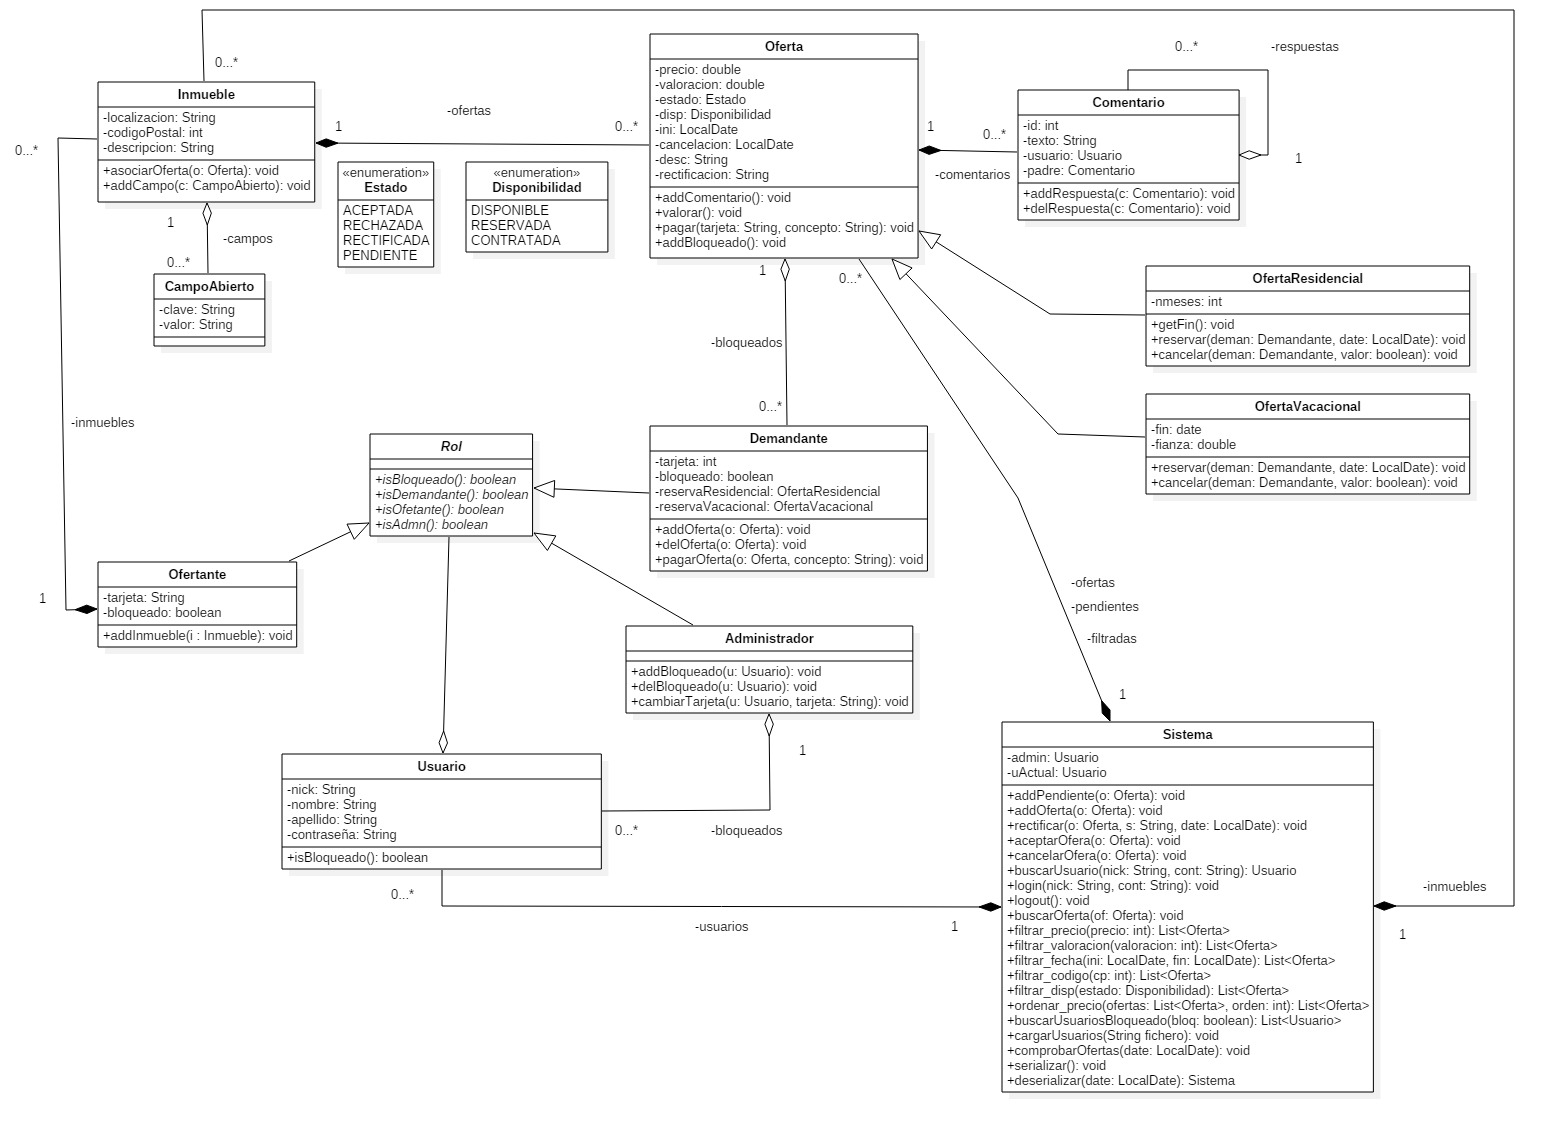 0...*
-inmuebles
0...*
Inmueble
-localizacion: String
-codigoPostal: int
-descripcion: String
+asociarOferta(o: Oferta): void
+addCampo(c: CampoAbierto): void
1
-ofertas
0...*
1
-campos
0...*
CampoAbierto
-clave: String
-valor: String
«enumeration»
Estado
ACEPTADA
RECHAZADA
RECTIFICADA
PENDIENTE
«enumeration»
Disponibilidad
DISPONIBLE
RESERVADA
CONTRATADA
Oferta
-precio: double
-valoracion: double
-estado: Estado
-disp: Disponibilidad
-ini: LocalDate
-cancelacion: LocalDate
-desc: String
-rectificacion: String
+addComentario(): void
+valorar(): void
+pagar(tarjeta: String, concepto: String): void
+addBloqueado(): void
1
0...*
-comentarios
0...*
-respuestas
Comentario
-id: int
-texto: String
-usuario: Usuario
-padre: Comentario
+addRespuesta(c: Comentario): void
+delRespuesta(c: Comentario): void
1
OfertaResidencial
-nmeses: int
+getFin(): void
+reservar(deman: Demandante, date: LocalDate): void
+cancelar(deman: Demandante, valor: boolean): void
OfertaVacacional
-fin: date
-fianza: double
+reservar(deman: Demandante, date: LocalDate): void
+cancelar(deman: Demandante, valor: boolean): void
1
0...*
-bloqueados
0...*
Demandante
-tarjeta: int
-bloqueado: boolean
-reservaResidencial: OfertaResidencial
-reservaVacacional: OfertaVacacional
+addOferta(o: Oferta): void
+delOferta(o: Oferta): void
+pagarOferta(o: Oferta, concepto: String): void
Rol
+isBloqueado(): boolean
+isDemandante(): boolean
+isOfetante(): boolean
+isAdmn(): boolean
1
Ofertante
-tarjeta: String
-bloqueado: boolean
+addInmueble(i : Inmueble): void
Administrador
+addBloqueado(u: Usuario): void
+delBloqueado(u: Usuario): void
+cambiarTarjeta(u: Usuario, tarjeta: String): void
1
0...*
-bloqueados
Usuario
-nick: String
-nombre: String
-apellido: String
-contraseña: String
+isBloqueado(): boolean
0...*
-usuarios
1
-ofertas
-pendientes
-filtradas
1
Sistema
-admin: Usuario
-uActual: Usuario
+addPendiente(o: Oferta): void
+addOferta(o: Oferta): void
+rectificar(o: Oferta, s: String, date: LocalDate): void
+aceptarOfera(o: Oferta): void
+cancelarOfera(o: Oferta): void
+buscarUsuario(nick: String, cont: String): Usuario
+login(nick: String, cont: String): void
+logout(): void
+buscarOferta(of: Oferta): void
+filtrar_precio(precio: int): List<Oferta>
+filtrar_valoracion(valoracion: int): List<Oferta>
+filtrar_fecha(ini: LocalDate, fin: LocalDate): List<Oferta>
+filtrar_codigo(cp: int): List<Oferta>
+filtrar_disp(estado: Disponibilidad): List<Oferta>
+ordenar_precio(ofertas: List<Oferta>, orden: int): List<Oferta>
+buscarUsuariosBloqueado(bloq: boolean): List<Usuario>
+cargarUsuarios(String fichero): void
+comprobarOfertas(date: LocalDate): void
+serializar(): void
+deserializar(date: LocalDate): Sistema
-inmuebles
1